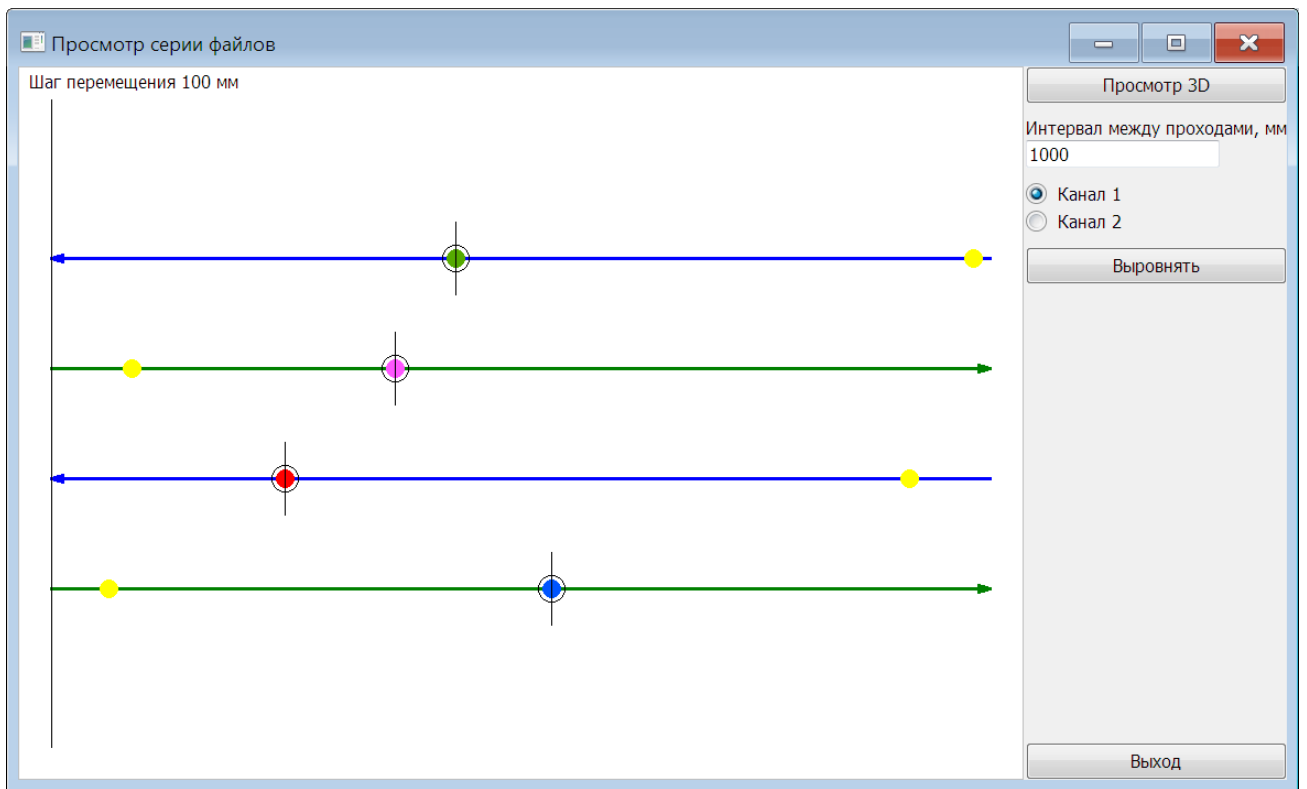 Просмотр серии файлов
Шаг перемещения 100 мм
Просмотр 3D
Интервал между проходами, мм
1000
Канал 1
Канал 2
Выровнять
Выход